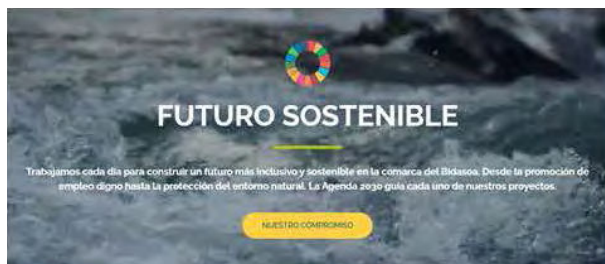 FUTURO SOSTENIBLE
Trabajamos cada día para construir un futuro más inclusivo y sostenible en la comarca del Bidasoa. Desde la promoción de
empleo digno hasta la protección del entorno natural. La Agenda 2030 guía cada uno de nuestros proyectos.
NUESTRO COMPROMISO